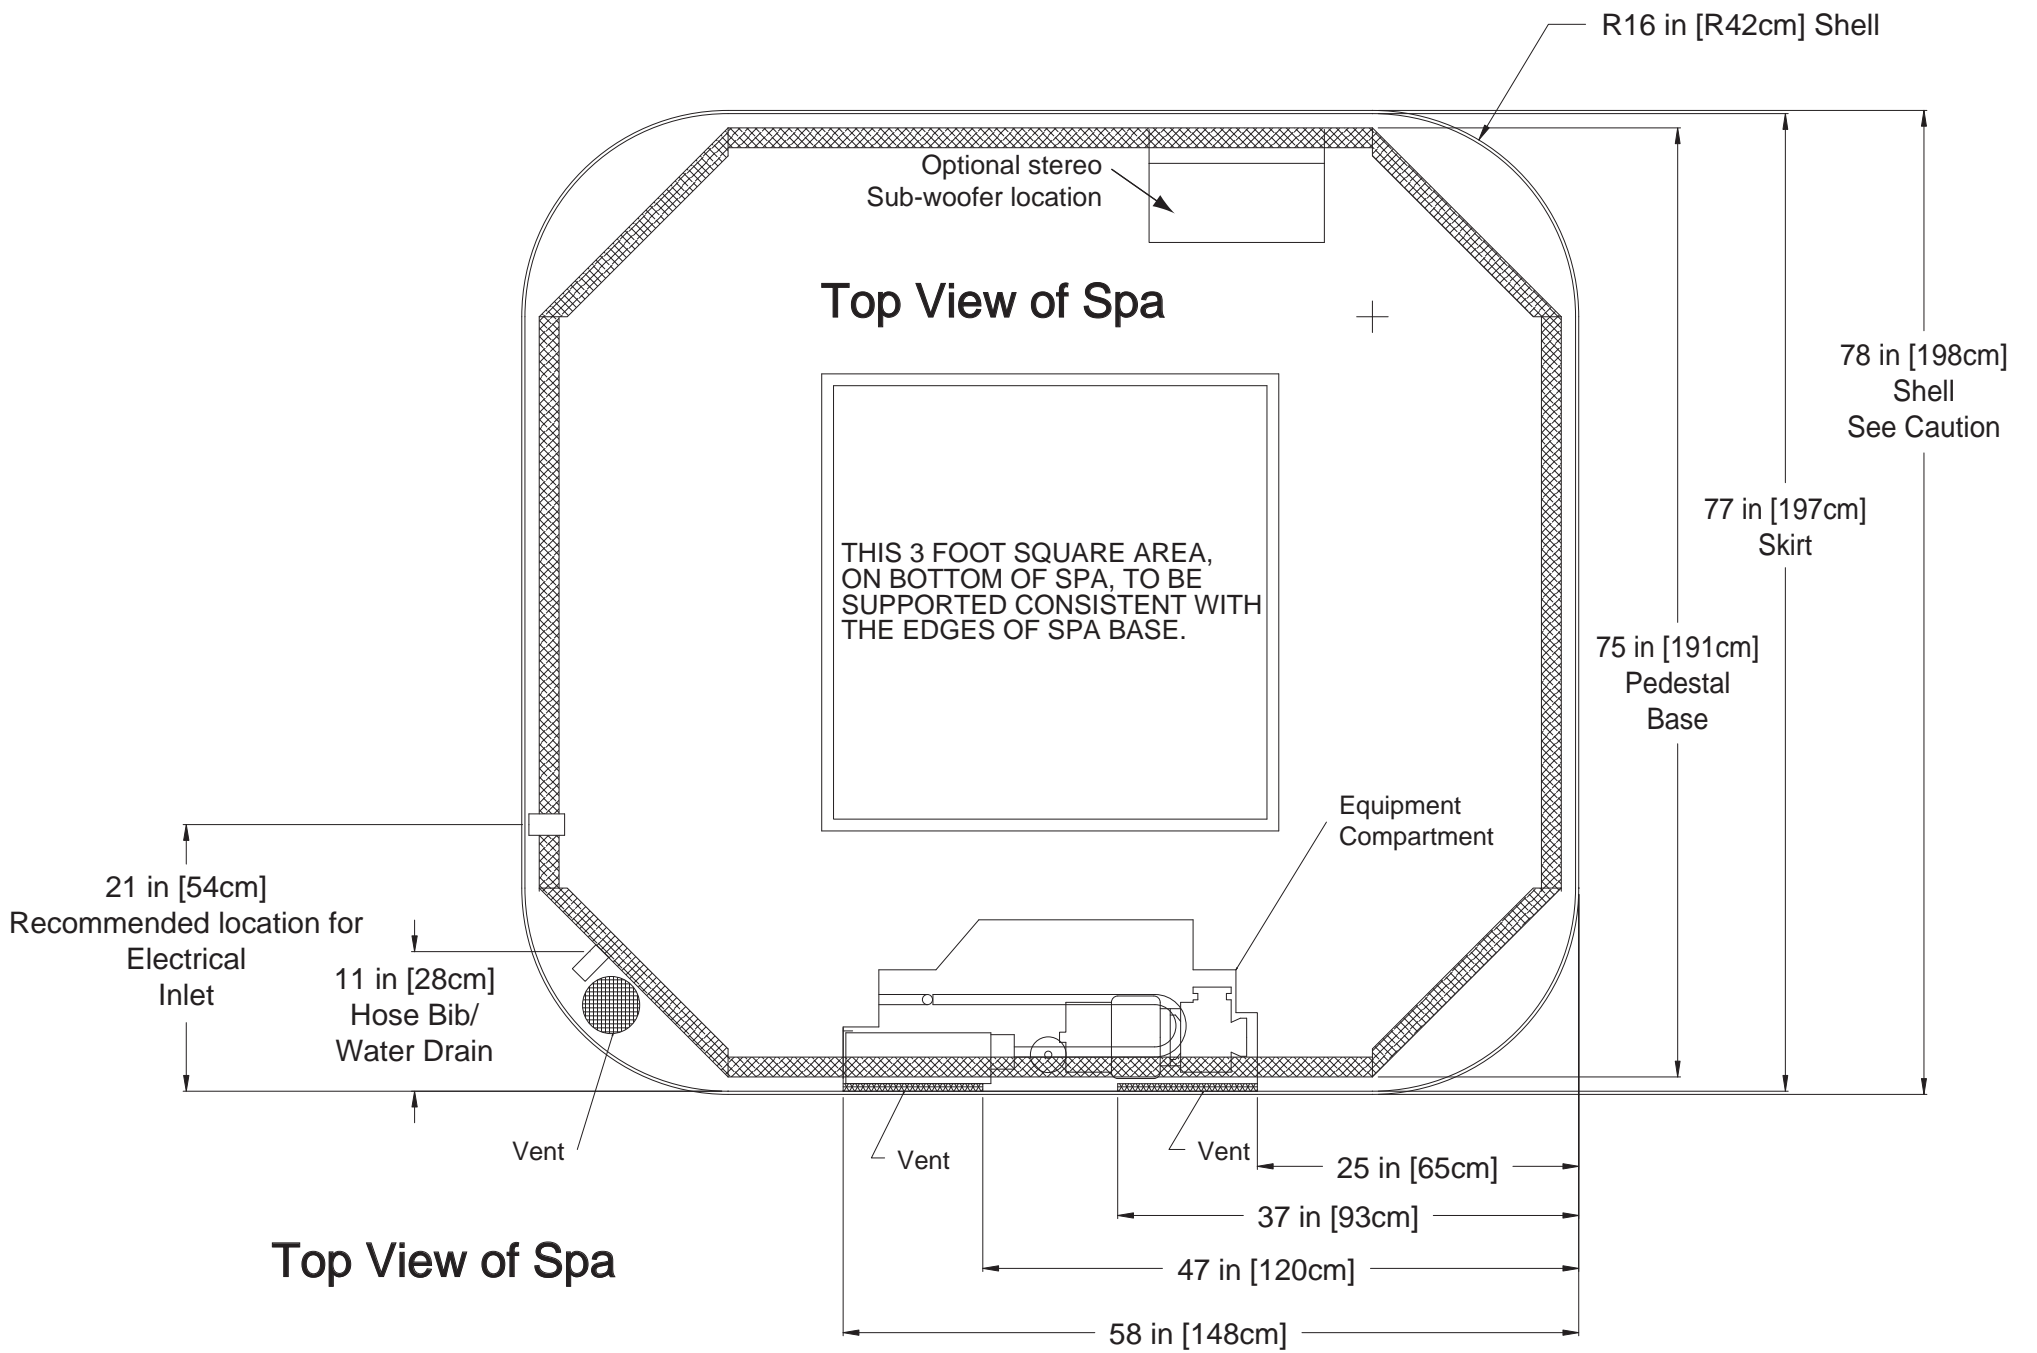 R16 in [R42cm] Shell
Optional stereo
Sub-woofer location
Top View of Spa
78 in [198cm]
Shell
See Caution
77 in [197cm]
Skirt
THIS 3 FOOT SQUARE AREA,
ON BOTTOM OF SPA, TO BE
SUPPORTED CONSISTENT WITH
THE EDGES OF SPA BASE.
75 in [191cm]
Pedestal
Base
Equipment
Compartment
21 in [54cm]
Recommended location for
Electrical
Inlet
11 in [28cm]
Hose Bib/
Water Drain
Vent
Vent
Vent
25 in [65cm]
37 in [93cm]
Top View of Spa
47 in [120cm]
58 in [148cm]